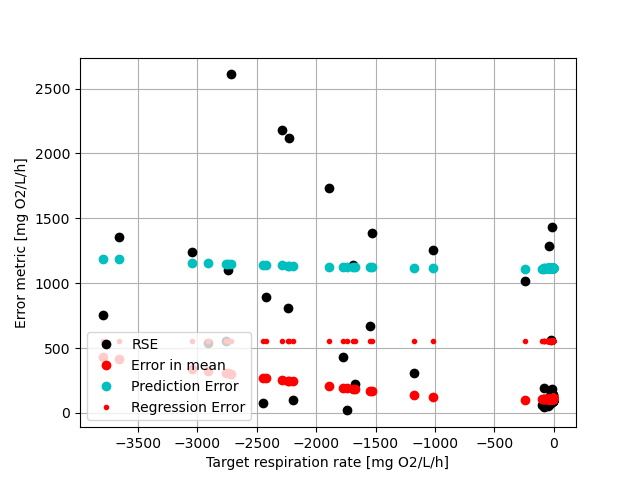 Error metric [mg O2/L/h]
2500
2000
1500
1000
500
0
RSE
Error in mean
Prediction Error
Regression Error
−3500 −3000 −2500 −2000 −1500 −1000 −500 0
Target respiration rate [mg O2/L/h]